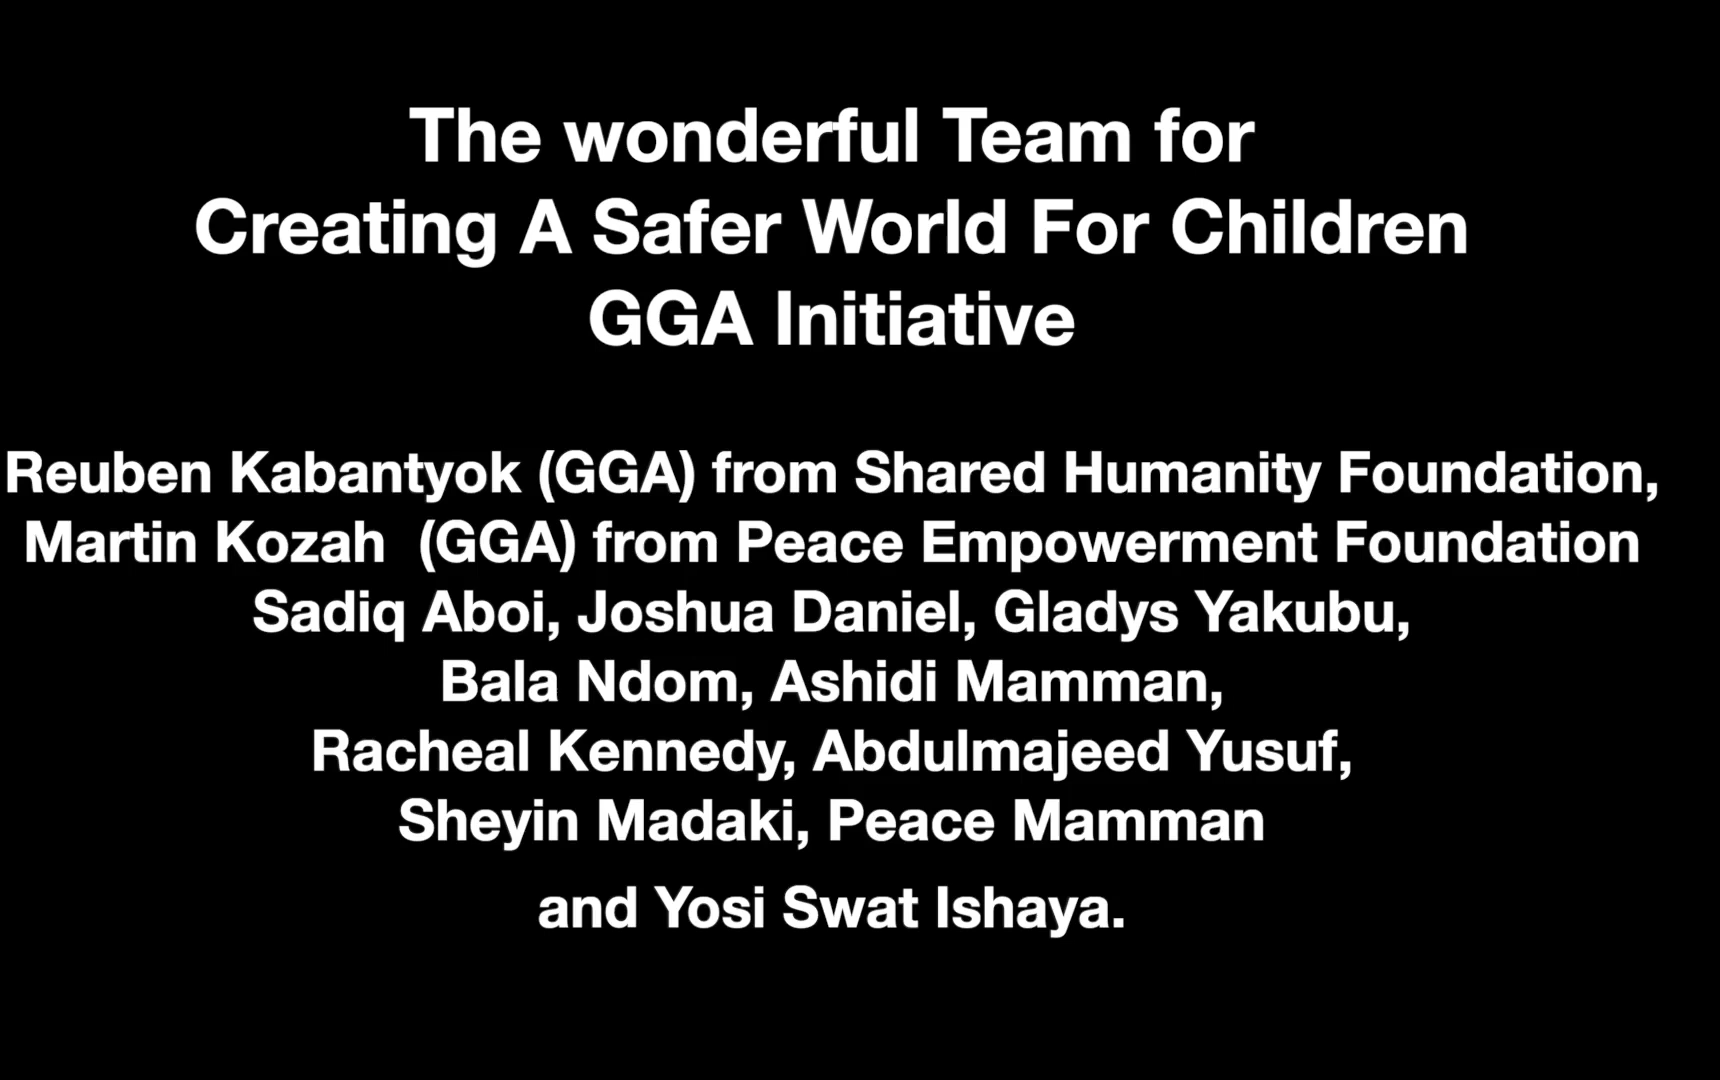 The wonderful Team for
Creating A Safer World For Children
GGA Initiative
Reuben Kabantyok (GGA) from Shared Humanity Foundation,
Martin Kozah  (GGA) from Peace Empowerment Foundation
Sadiq Aboi, Joshua Daniel, Gladys Yakubu,
Bala Ndom, Ashidi Mamman,
Racheal Kennedy, Abdulmajeed Yusuf,
Sheyin Madaki, Peace Mamman
and Yosi Swat Ishaya.